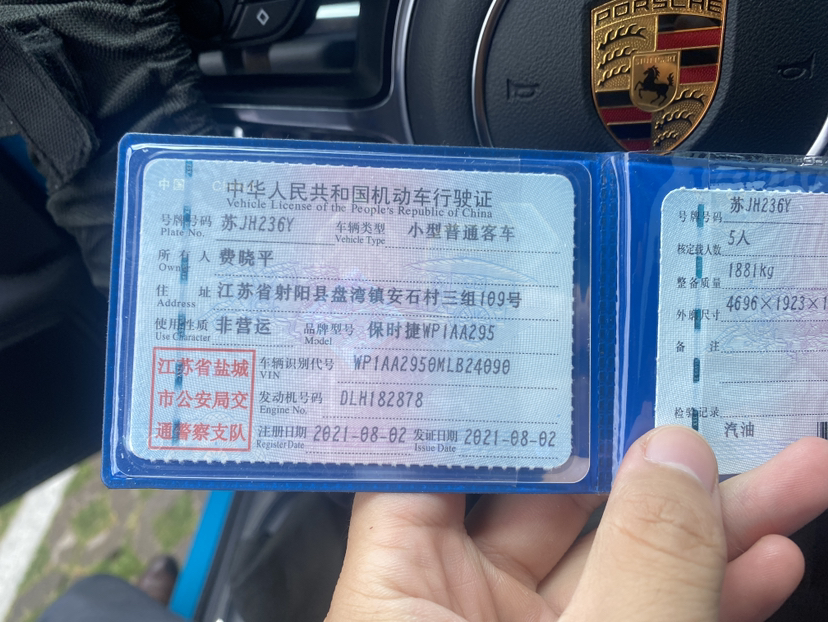 PORSCHE
STUTTGART
中国
中华人民共和国机动车行驶证
Vehicle License of the People's Republic of China
号牌号码 苏JH236Y 车辆类型 小型普通客车
Plate No. Vehicle Type
所有人 费晓平
Owner
住址 江苏省射阳县盘湾镇安石村三组109号
Address
使用性质 非营运 品牌型号 保时捷WP1AA295
Use Character Model
江苏省盐城
市公安局交
通警察支队
车辆识别代号 WP1AA2950MLB24090
VIN
发动机号码 DLH182878
Engine No.
注册日期 2021-08-02 发证日期 2021-08-02
Register Date Issue Date
号牌号码 苏JH236Y
核定载人数 5人
整备质量 1881kg
外廓尺寸 4696×1923×1
备注
检验记录
汽油